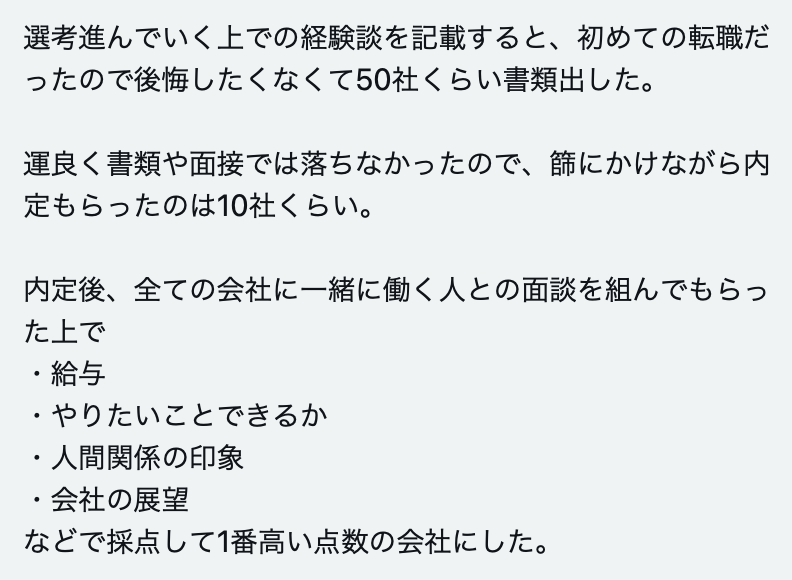 選考進んでいく上での経験談を記載すると、初めての転職だ
ったので後悔したくなくて50社くらい書類出した。
運良く書類や面接では落ちなかったので、篩にかけながら内
定もらったのは10社くらい。
内定後、全ての会社に一緒に働く人との面談を組んでもらっ
た上で
・給与
・やりたいことできるか
・人間関係の印象
・会社の展望
などで採点して1番高い点数の会社にした。